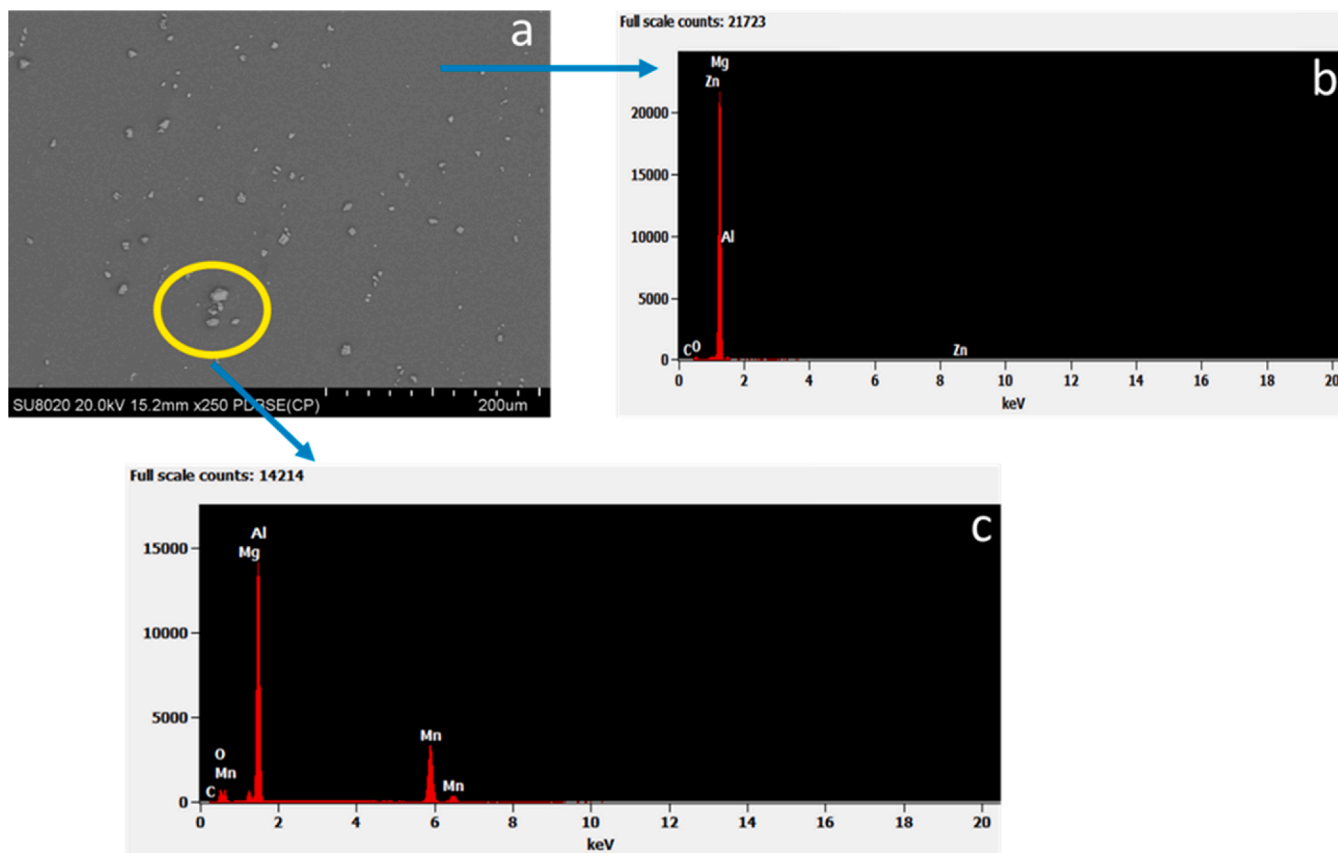 a
SU8020 20.0kV 15.2mm x250 PDBSE(CP)
200um
Full scale counts: 21723
b
Mg
Zn
Al
C O
Zn
20000
15000
10000
5000
0
0 2 4 6 8 10 12 14 16 18 20
keV
Full scale counts: 14214
c
Al
Mg
O
Mn
C
Mn
Mn
15000
10000
5000
0
0 2 4 6 8 10 12 14 16 18 20
keV